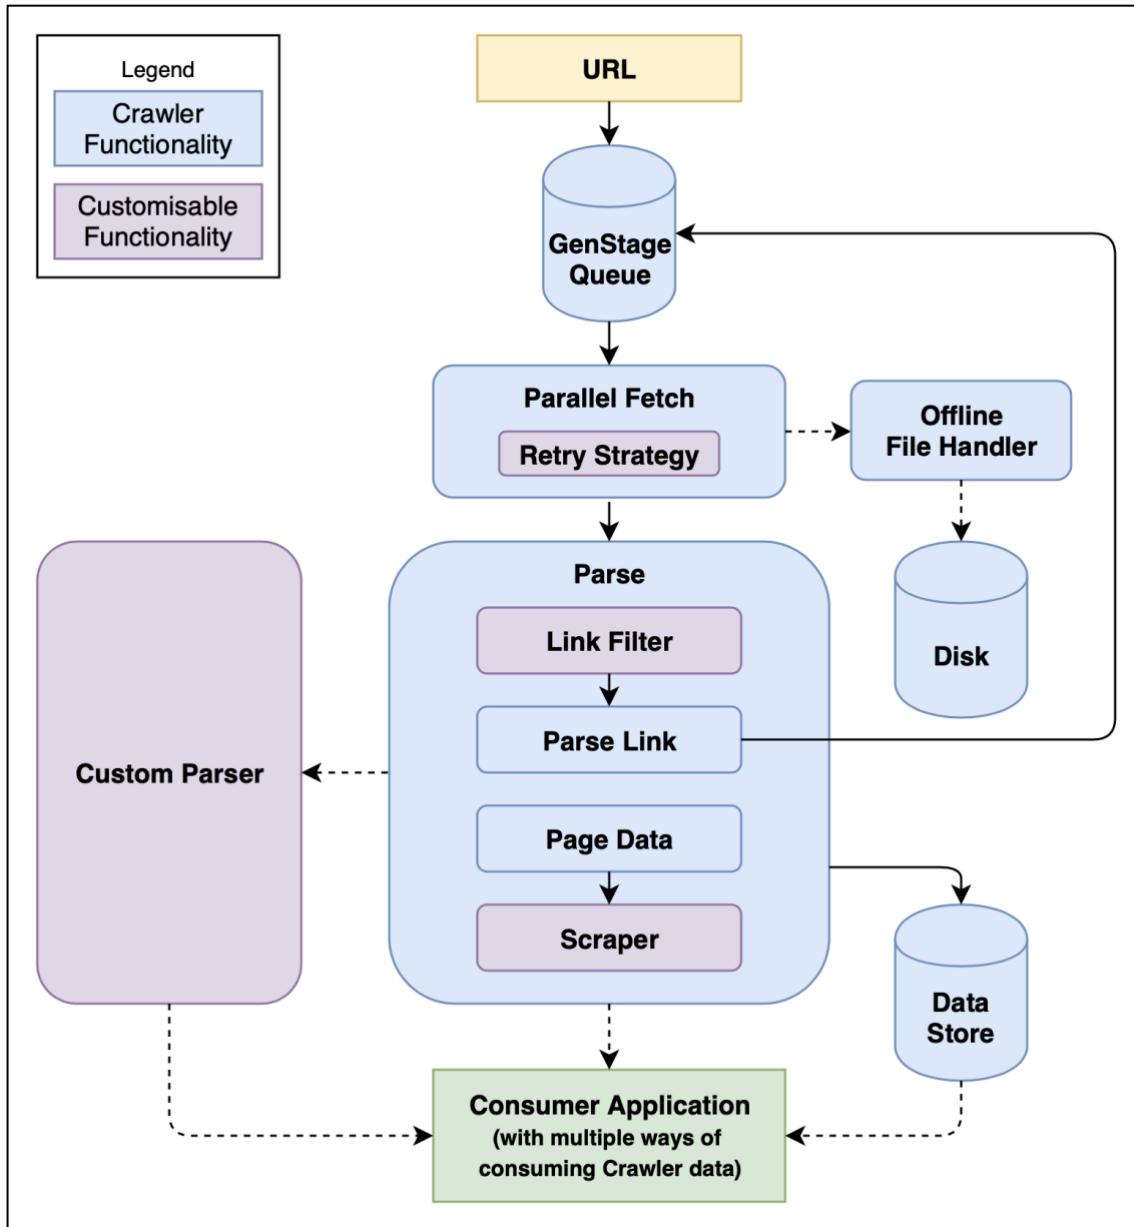 Legend
Crawler
Functionality
Customisable
Functionality
URL
GenStage
Queue
Parallel Fetch
Retry Strategy
Offline
File Handler
Disk
Parse
Link Filter
Parse Link
Page Data
Scraper
Custom Parser
Data
Store
Consumer Application
(with multiple ways of
consuming Crawler data)